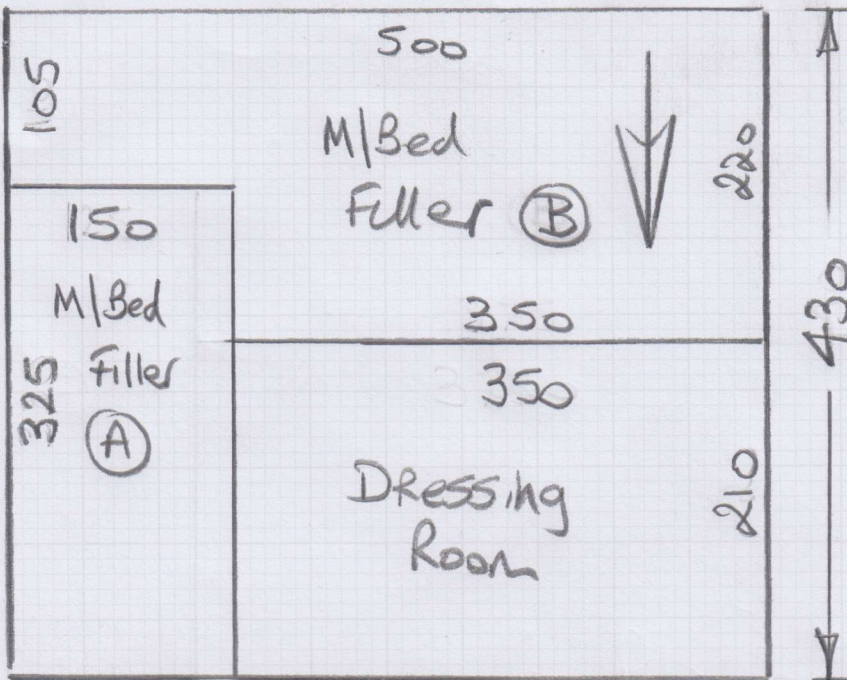 500
105
M/Bed
Filler B
220
150
M/Bed
Filler
A
325
350
350
430
Dressing
Room
210